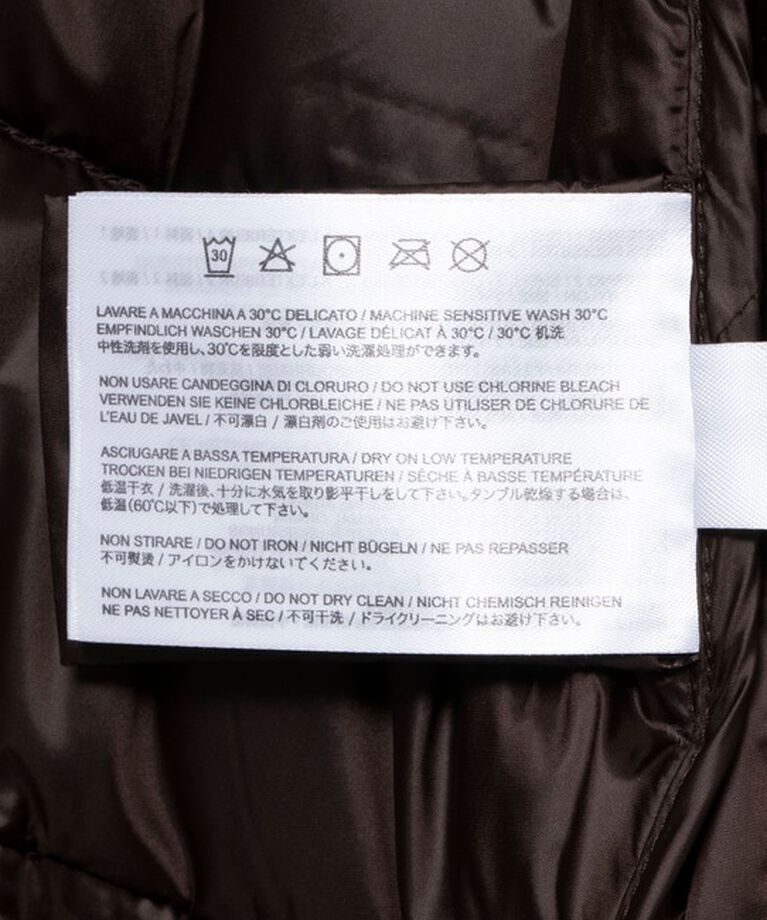 30
LAVARE A MACCHINA A 30°C DELICATO / MACHINE SENSITIVE WASH 30°C
EMPFINDLICH WASCHEN 30°C / LAVAGE DÉLICAT À 30°C / 30°C 机洗
中性洗剤を使用し、30℃を限度とした弱い洗濯処理ができます。
NON USARE CANDEGGINA DI CLORURO / DO NOT USE CHLORINE BLEACH
VERWENDEN SIE KEINE CHLORBLEICHE / NE PAS UTILISER DE CHLORURE DE
L'EAU DE JAVEL / 不可漂白 / 漂白剤のご使用はお避け下さい。
ASCIUGARE A BASSA TEMPERATURA / DRY ON LOW TEMPERATURE
TROCKEN BEI NIEDRIGEN TEMPERATUREN / SÈCHE À BASSE TEMPÉRATURE
低温干衣 / 洗濯後、十分に水気を取り影平干しをして下さい。タンブル乾燥する場合は、
低温(60℃以下)で処理して下さい。
NON STIRARE / DO NOT IRON / NICHT BÜGELN / NE PAS REPASSER
不可熨烫 / アイロンをかけないでください。
NON LAVARE A SECCO / DO NOT DRY CLEAN / NICHT CHEMISCH REINIGEN
NE PAS NETTOYER À SEC / 不可干洗 / ドライクリーニングはお避け下さい。